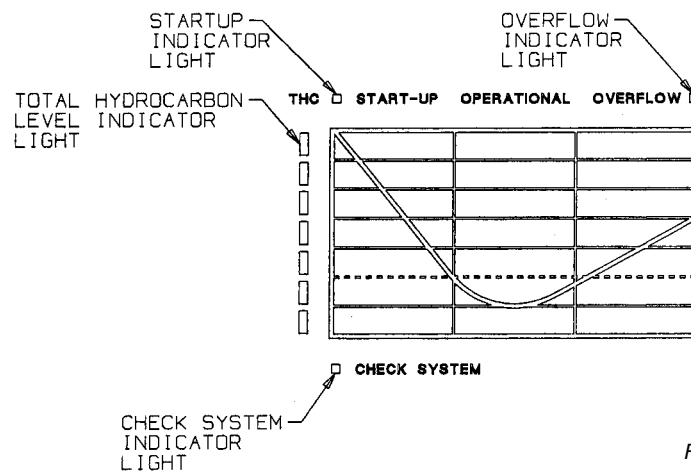 STARTUP
INDICATOR
LIGHT
OVERFLOW
INDICATOR
LIGHT
TOTAL HYDROCARBON
LEVEL INDICATOR
LIGHT
THC START-UP OPERATIONAL OVERFLOW
CHECK SYSTEM
CHECK SYSTEM
INDICATOR
LIGHT